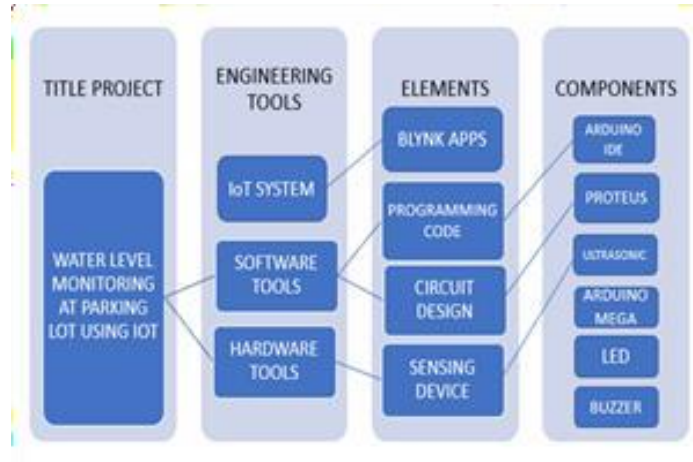 TITLE PROJECT
WATER LEVEL
MONITORING
AT PARKING
LOT USING IOT
ENGINEERING
TOOLS
IoT SYSTEM
SOFTWARE
TOOLS
HARDWARE
TOOLS
ELEMENTS
BLYNK APPS
PROGRAMMING
CODE
CIRCUIT
DESIGN
SENSING
DEVICE
COMPONENTS
ARDUINO
IDE
PROTEUS
ULTRASONIC
ARDUINO
MEGA
LED
BUZZER